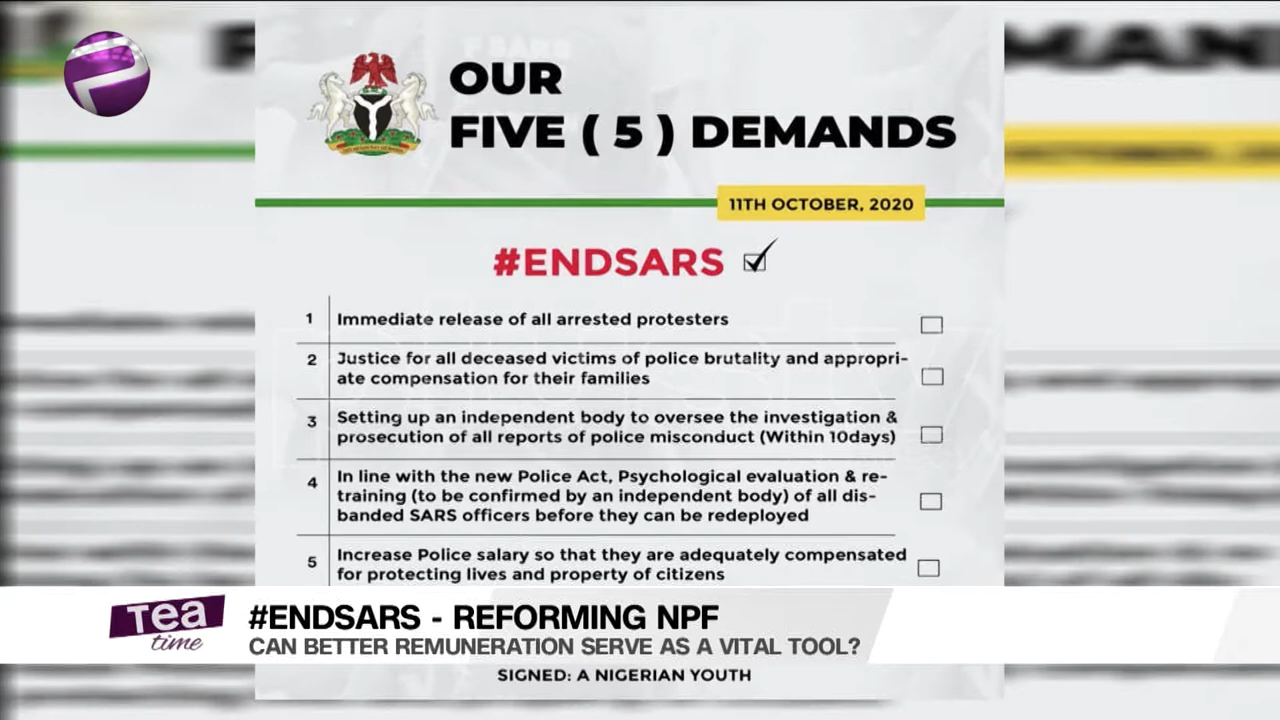 OUR
FIVE ( 5 ) DEMANDS
11TH OCTOBER, 2020
#ENDSARS
1 Immediate release of all arrested protesters
2 Justice for all deceased victims of police brutality and appropri-
ate compensation for their families
3 Setting up an independent body to oversee the investigation &
prosecution of all reports of police misconduct (Within 10days)
4 In line with the new Police Act, Psychological evaluation & re-
training (to be confirmed by an independent body) of all dis-
banded SARS officers before they can be redeployed
5 Increase Police salary so that they are adequately compensated
for protecting lives and property of citizens
Tea
time
#ENDSARS - REFORMING NPF
CAN BETTER REMUNERATION SERVE AS A VITAL TOOL?
SIGNED: A NIGERIAN YOUTH